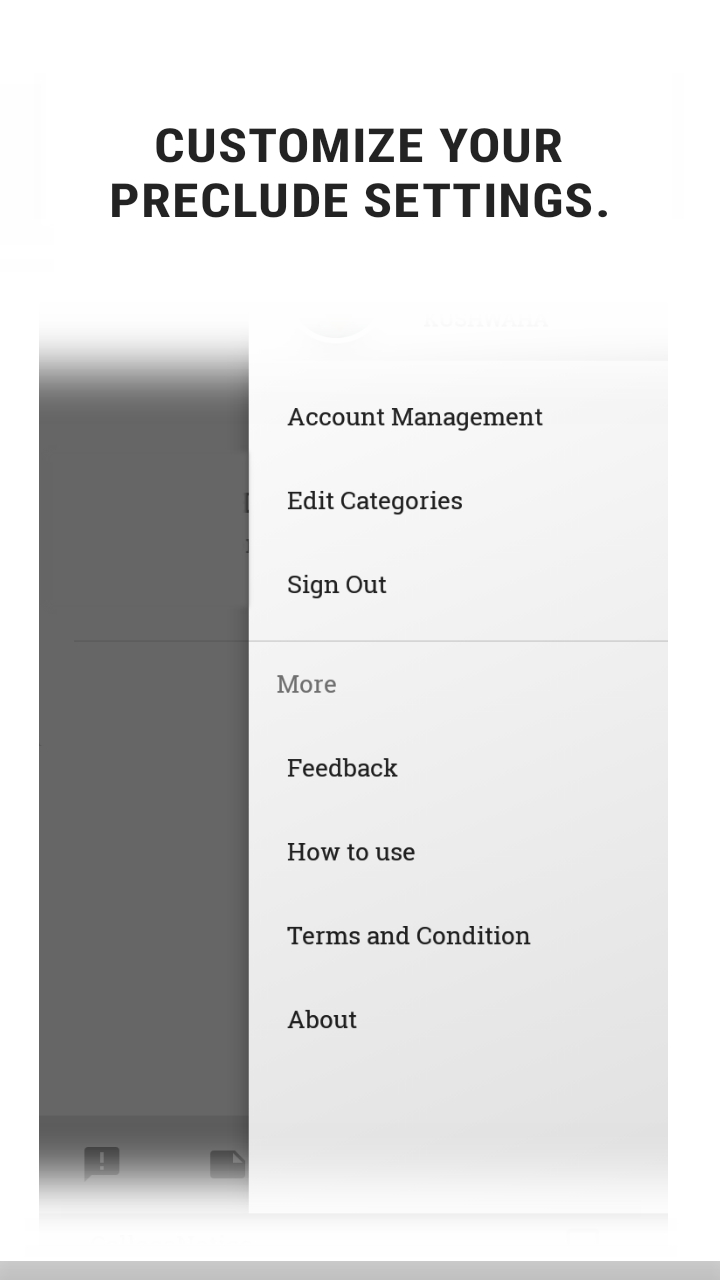 CUSTOMIZE YOUR
PRECLUDE SETTINGS.
Account Management
Edit Categories
Sign Out
More
Feedback
How to use
Terms and Condition
About